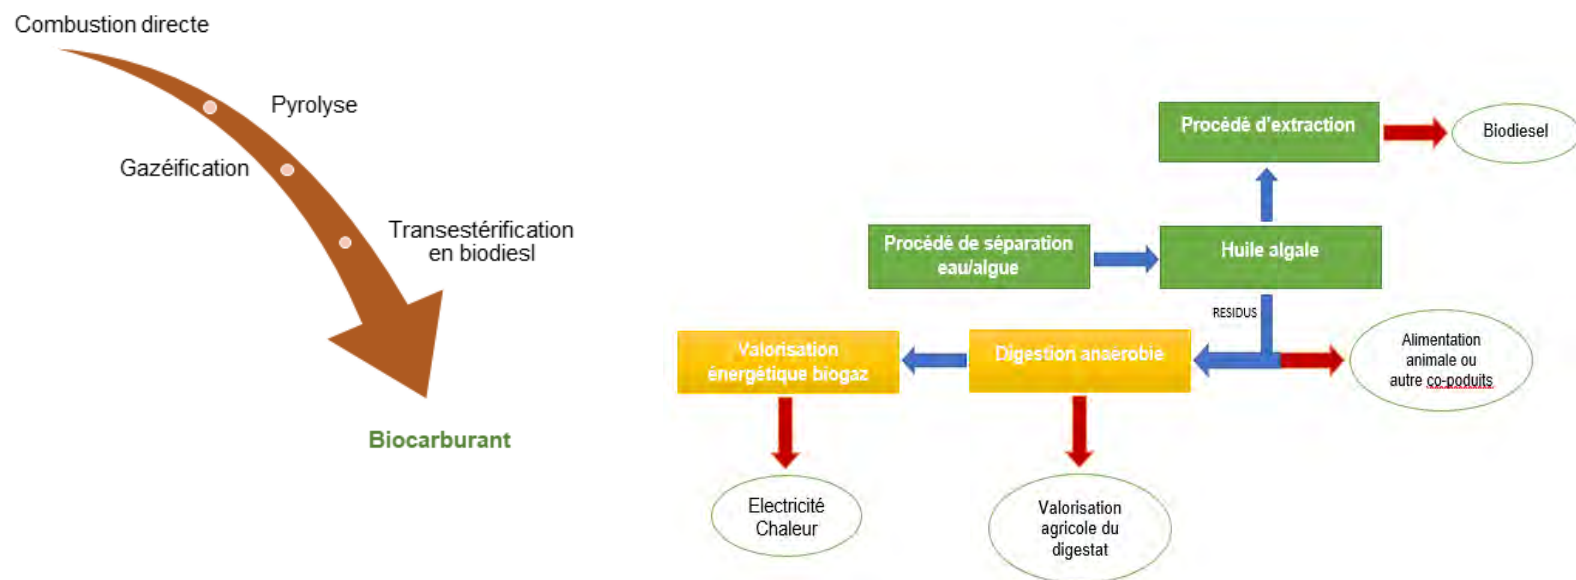 Combustion directe
Pyrolyse
Gazéification
Transestérification
en biodiesl
Biocarburant
Procédé d'extraction
Biodiesel
Procédé de séparation
eau/algue
Huile algale
RESIDUS
Valorisation
énergétique biogaz
Digestion anaérobie
Alimentation
animale ou
autre co-poduits
Electricité
Chaleur
Valorisation
agricole du
digestat